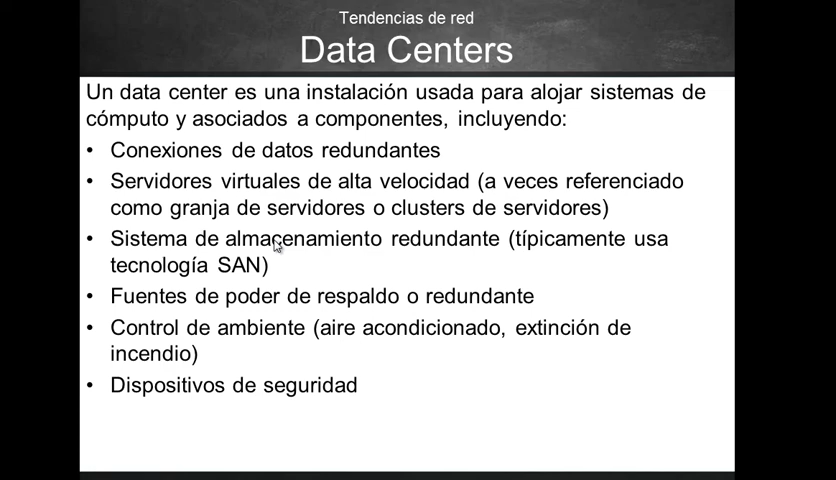 Tendencias de red
Data Centers
Un data center es una instalación usada para alojar sistemas de
cómputo y asociados a componentes, incluyendo:
• Conexiones de datos redundantes
• Servidores virtuales de alta velocidad (a veces referenciado
como granja de servidores o clusters de servidores)
• Sistema de almacenamiento redundante (típicamente usa
tecnología SAN)
• Fuentes de poder de respaldo o redundante
• Control de ambiente (aire acondicionado, extinción de
incendio)
• Dispositivos de seguridad